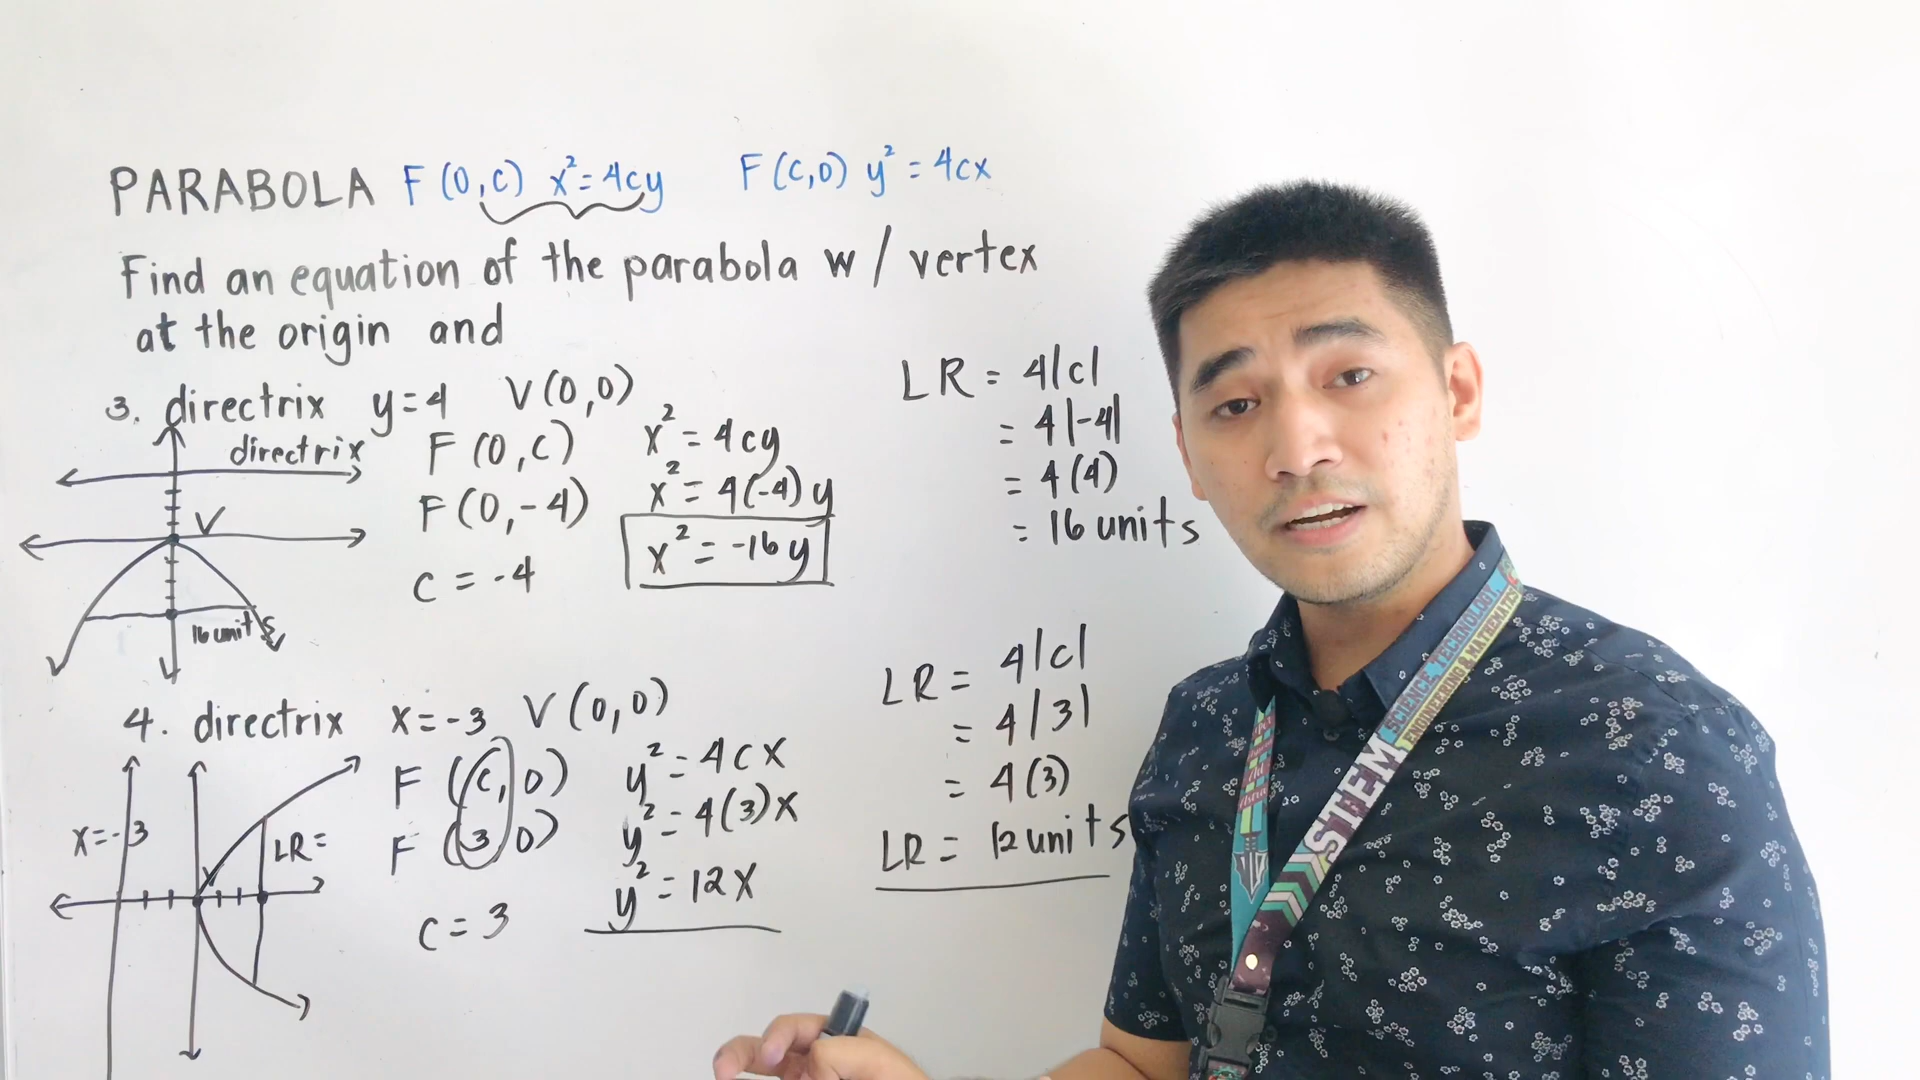 PARABOLA F(0,c) x²=4cy F(c,0) y²=4cx
Find an equation of the parabola w/ vertex
at the origin and
3. directrix y=4 V(0,0)
directrix
V
16 units
F(0,c)
F(0,-4)
c = -4
x² = 4cy
x² = 4(-4)y
x² = -16y
LR = 4|c|
= 4|-4|
= 4(4)
= 16 units
4. directrix x=-3 V(0,0)
x=-3
V
LR=
F(c,0)
F(3,0)
c = 3
y² = 4cx
y² = 4(3)x
y² = 12x
LR = 4|c|
= 4|3|
= 4(3)
LR = 12 units
STEM
SCIENCE, TECHNOLOGY,
ENGINEERING & MATHEMATICS